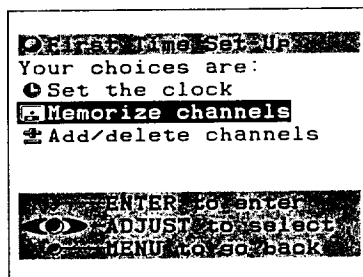 First Time Set-Up
Your choices are:
Set the clock
Memorize channels
Add/delete channels
ENTER to enter
ADJUST to select
MENU to go back